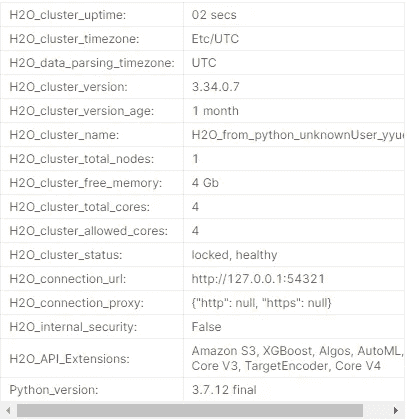 H2O_cluster_uptime: 02 secs
H2O_cluster_timezone: Etc/UTC
H2O_data_parsing_timezone: UTC
H2O_cluster_version: 3.34.0.7
H2O_cluster_version_age: 1 month
H2O_cluster_name: H2O_from_python_unknownUser_yyu
H2O_cluster_total_nodes: 1
H2O_cluster_free_memory: 4 Gb
H2O_cluster_total_cores: 4
H2O_cluster_allowed_cores: 4
H2O_cluster_status: locked, healthy
H2O_connection_url: http://127.0.0.1:54321
H2O_connection_proxy: {"http": null, "https": null}
H2O_internal_security: False
H2O_API_Extensions: Amazon S3, XGBoost, Algos, AutoML,
Core V3, TargetEncoder, Core V4
Python_version: 3.7.12 final